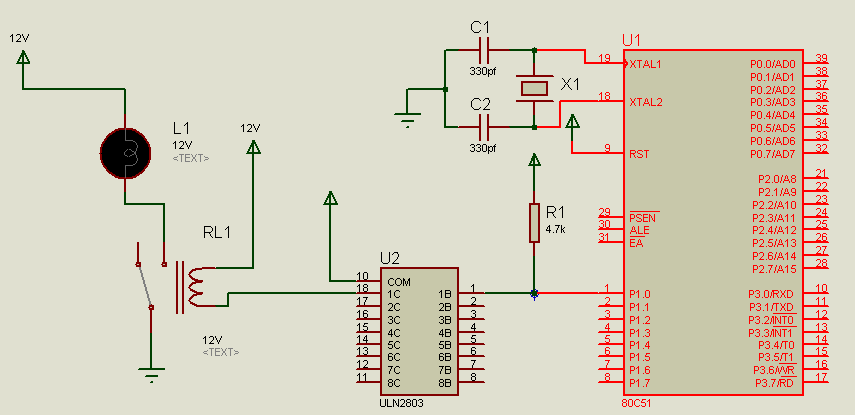 12V
L1
12V
<TEXT>
12V
RL1
12V
<TEXT>
C1
330pf
C2
330pf
X1
R1
4.7k
U2
10 COM
18 1C 1B 1
17 2C 2B 2
16 3C 3B 3
15 4C 4B 4
14 5C 5B 5
13 6C 6B 6
12 7C 7B 7
11 8C 8B 8
ULN2803
U1
19 XTAL1 P0.0/AD0 39
P0.1/AD1 38
P0.2/AD2 37
18 XTAL2 P0.3/AD3 36
P0.4/AD4 35
P0.5/AD5 34
P0.6/AD6 33
9 RST P0.7/AD7 32
P2.0/A8 21
P2.1/A9 22
P2.2/A10 23
29 PSEN P2.3/A11 24
30 ALE P2.4/A12 25
31 EA P2.5/A13 26
P2.6/A14 27
P2.7/A15 28
1 P1.0 P3.0/RXD 10
2 P1.1 P3.1/TXD 11
3 P1.2 P3.2/INT0 12
4 P1.3 P3.3/INT1 13
5 P1.4 P3.4/T0 14
6 P1.5 P3.5/T1 15
7 P1.6 P3.6/WR 16
8 P1.7 P3.7/RD 17
80C51